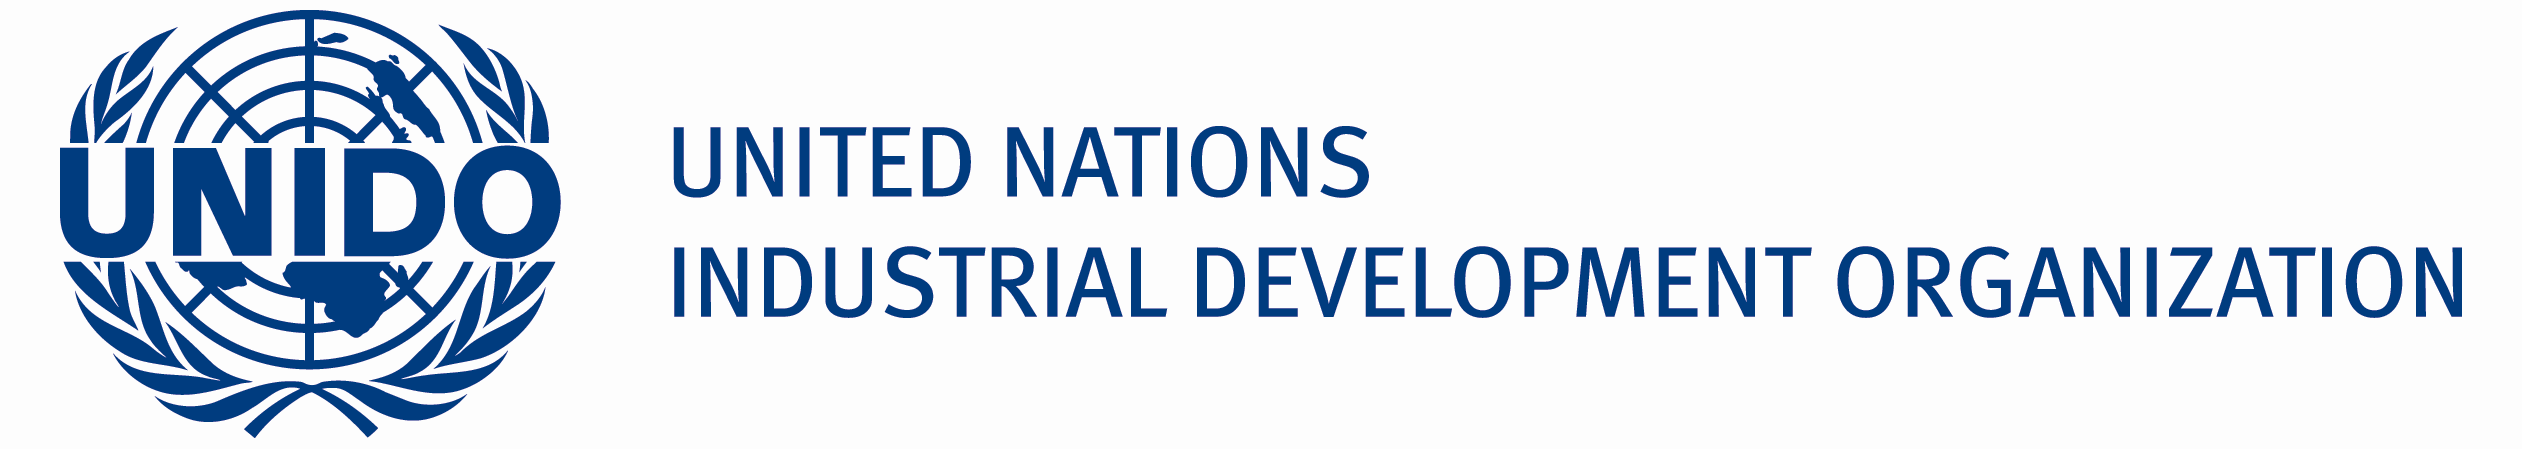 UNIDO
UNITED NATIONS
INDUSTRIAL DEVELOPMENT ORGANIZATION